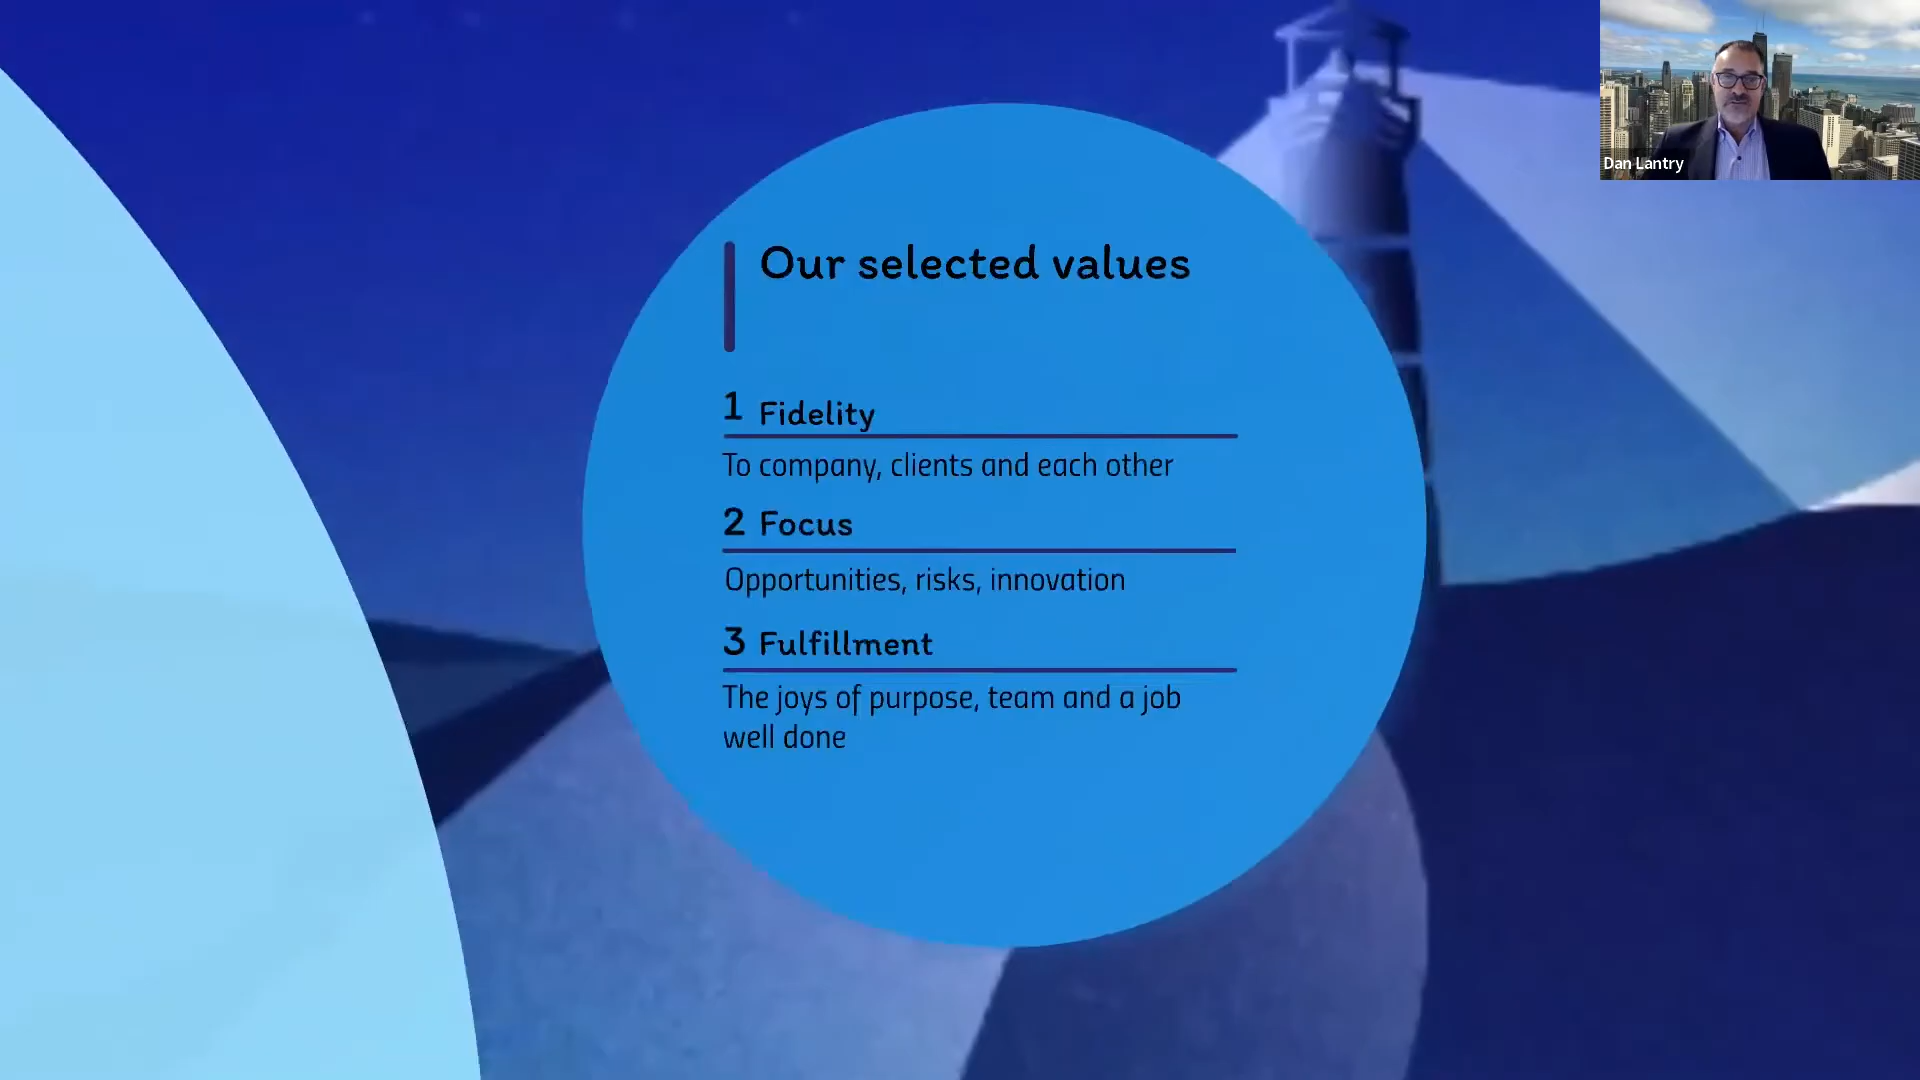 Our selected values
1 Fidelity
To company, clients and each other
2 Focus
Opportunities, risks, innovation
3 Fulfillment
The joys of purpose, team and a job
well done
Dan Lantry